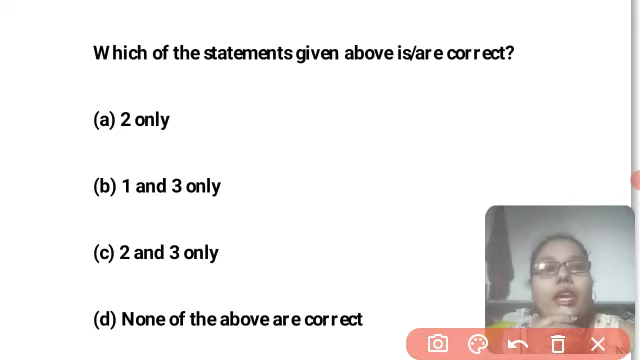 Which of the statements given above is/are correct?
(a) 2 only
(b) 1 and 3 only
(c) 2 and 3 only
(d) None of the above are correct